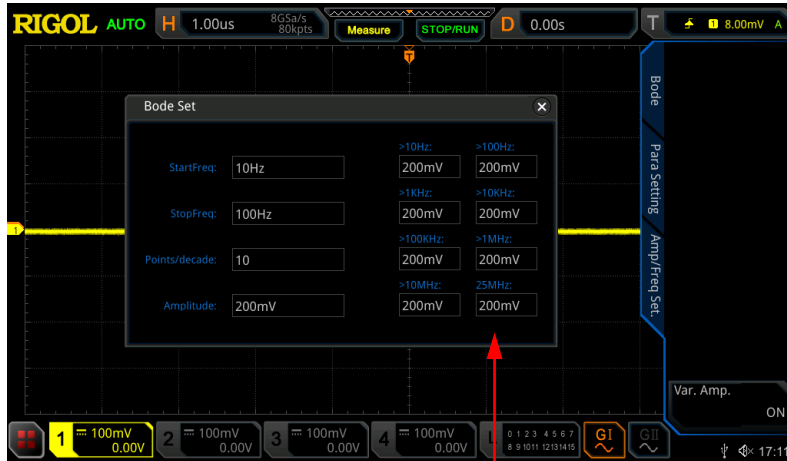 RIGOL AUTO H 1.00us 8GSa/s 80kpts Measure STOP/RUN D 0.00s T 1 8.00mV A
Bode Set
>10Hz: >100Hz:
StartFreq: 10Hz 200mV 200mV
>1KHz: >10KHz:
StopFreq: 100Hz 200mV 200mV
>100KHz: >1MHz:
Points/decade: 10 200mV 200mV
>10MHz: 25MHz:
Amplitude: 200mV 200mV 200mV
Bode
Para Setting
Amp/Freq Set.
T
1
Var. Amp.
ON
1 100mV 0.00V 2 100mV 0.00V 3 100mV 0.00V 4 100mV 0.00V L 0 1 2 3 4 5 6 7 GI GII
8 9 10 11 12 13 14 15
17:11